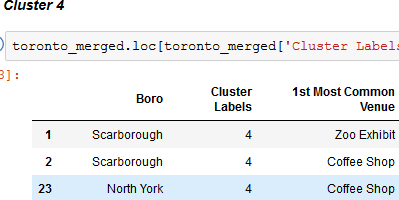 Cluster 4
toronto_merged.loc[toronto_merged['Cluster Labels
3]:
Boro Cluster Labels 1st Most Common Venue
1 Scarborough 4 Zoo Exhibit
2 Scarborough 4 Coffee Shop
23 North York 4 Coffee Shop